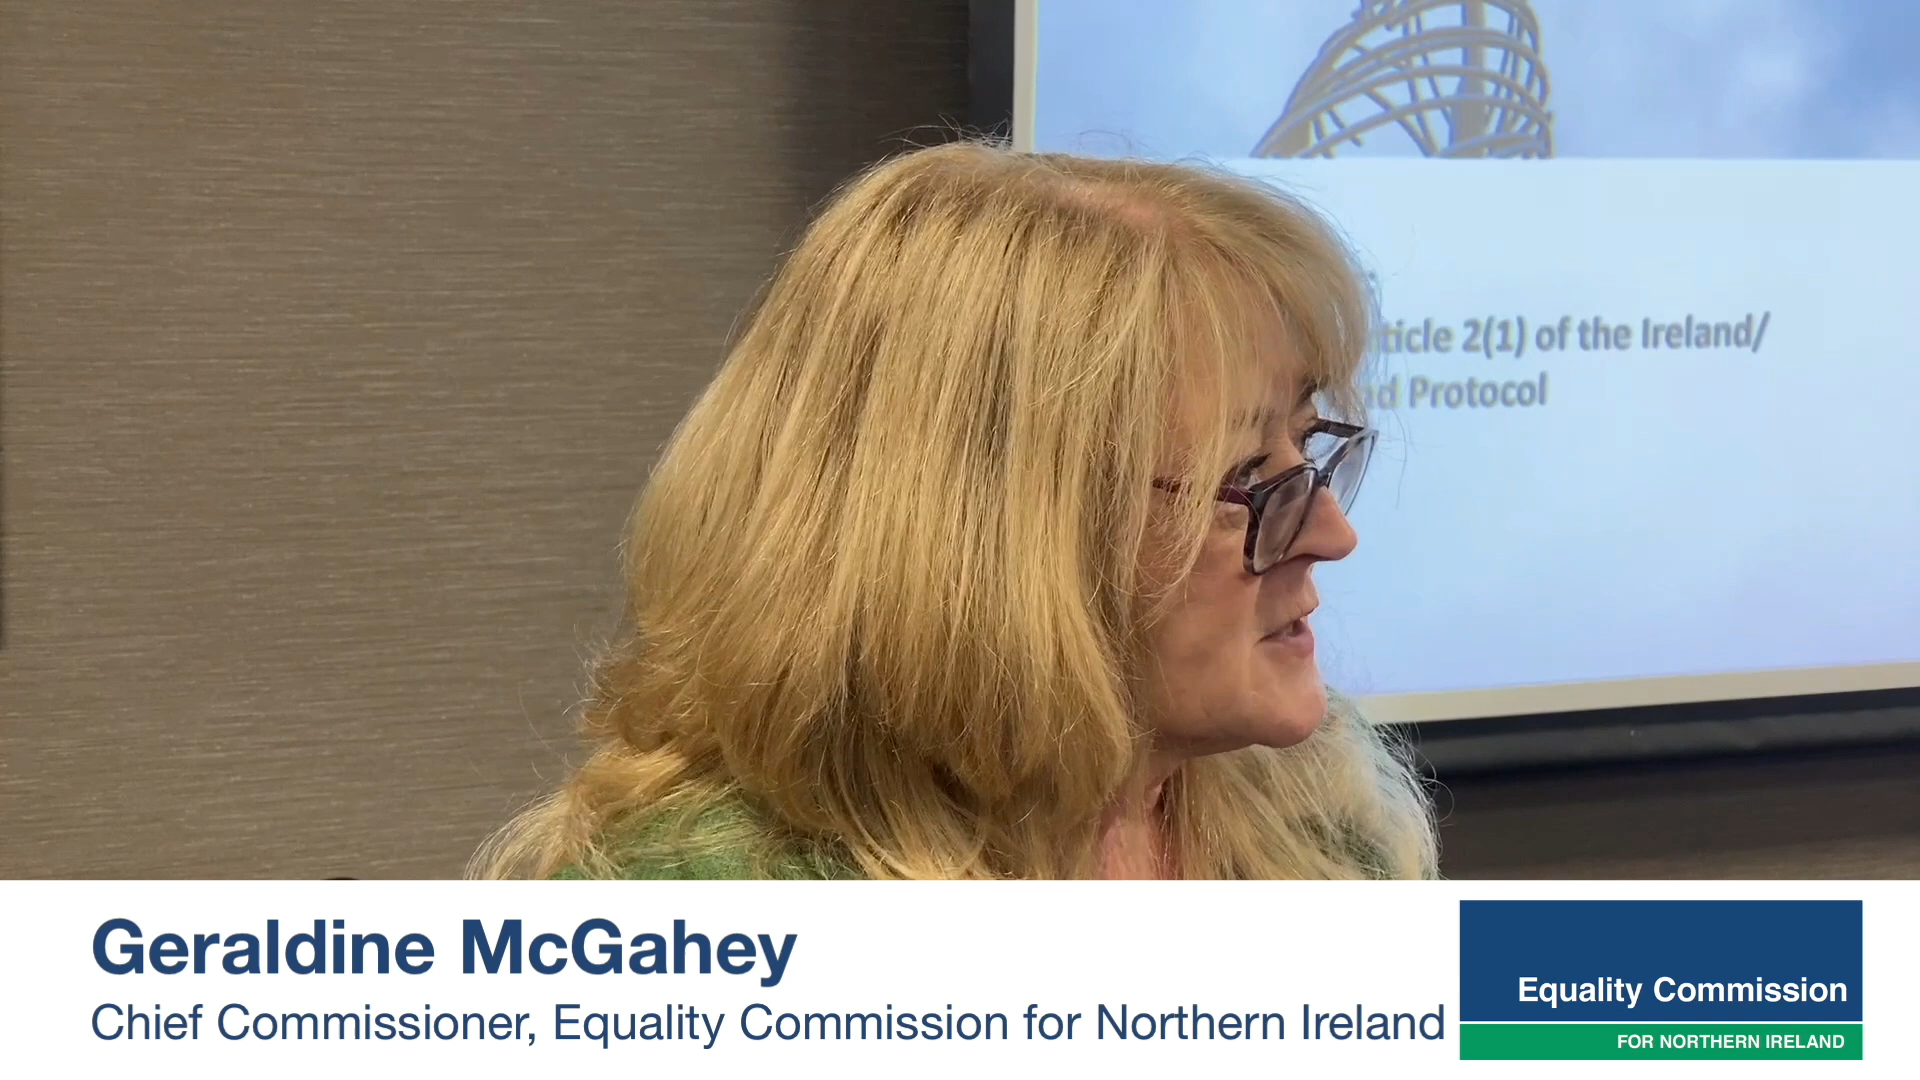 2(1) of the Ireland/
Protocol
Geraldine McGahey
Chief Commissioner, Equality Commission for Northern Ireland
Equality Commission
FOR NORTHERN IRELAND